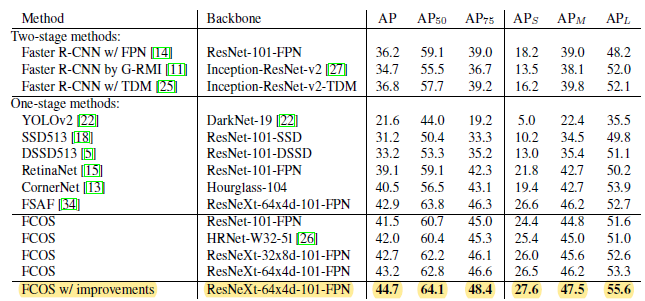 Method Backbone AP AP50 AP75 APS APM APL
Two-stage methods:
Faster R-CNN w/ FPN [14] ResNet-101-FPN 36.2 59.1 39.0 18.2 39.0 48.2
Faster R-CNN by G-RMI [11] Inception-ResNet-v2 [27] 34.7 55.5 36.7 13.5 38.1 52.0
Faster R-CNN w/ TDM [25] Inception-ResNet-v2-TDM 36.8 57.7 39.2 16.2 39.8 52.1
One-stage methods:
YOLOv2 [22] DarkNet-19 [22] 21.6 44.0 19.2 5.0 22.4 35.5
SSD513 [18] ResNet-101-SSD 31.2 50.4 33.3 10.2 34.5 49.8
DSSD513 [5] ResNet-101-DSSD 33.2 53.3 35.2 13.0 35.4 51.1
RetinaNet [15] ResNet-101-FPN 39.1 59.1 42.3 21.8 42.7 50.2
CornerNet [13] Hourglass-104 40.5 56.5 43.1 19.4 42.7 53.9
FSAF [34] ResNeXt-64x4d-101-FPN 42.9 63.8 46.3 26.6 46.2 52.7
FCOS ResNet-101-FPN 41.5 60.7 45.0 24.4 44.8 51.6
FCOS HRNet-W32-5l [26] 42.0 60.4 45.3 25.4 45.0 51.0
FCOS ResNeXt-32x8d-101-FPN 42.7 62.2 46.1 26.0 45.6 52.6
FCOS ResNeXt-64x4d-101-FPN 43.2 62.8 46.6 26.5 46.2 53.3
FCOS w/ improvements ResNeXt-64x4d-101-FPN 44.7 64.1 48.4 27.6 47.5 55.6